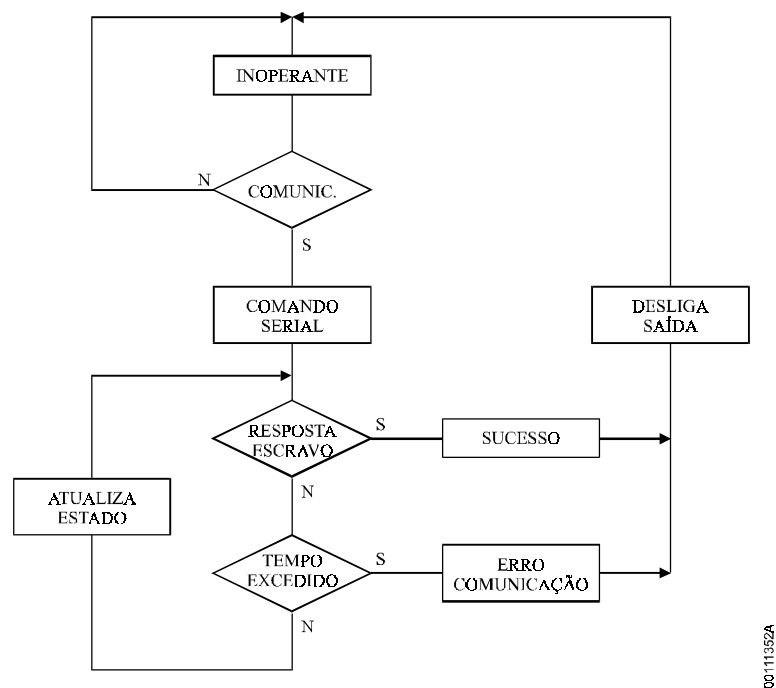 INOPERANTE
N
COMUNIC.
S
COMANDO
SERIAL
DESLIGA
SAÍDA
RESPOSTA
ESCRAVO
S
SUCESSO
N
ATUALIZA
ESTADO
TEMPO
EXCEDIDO
S
ERRO
COMUNICAÇÃO
N
00111352A